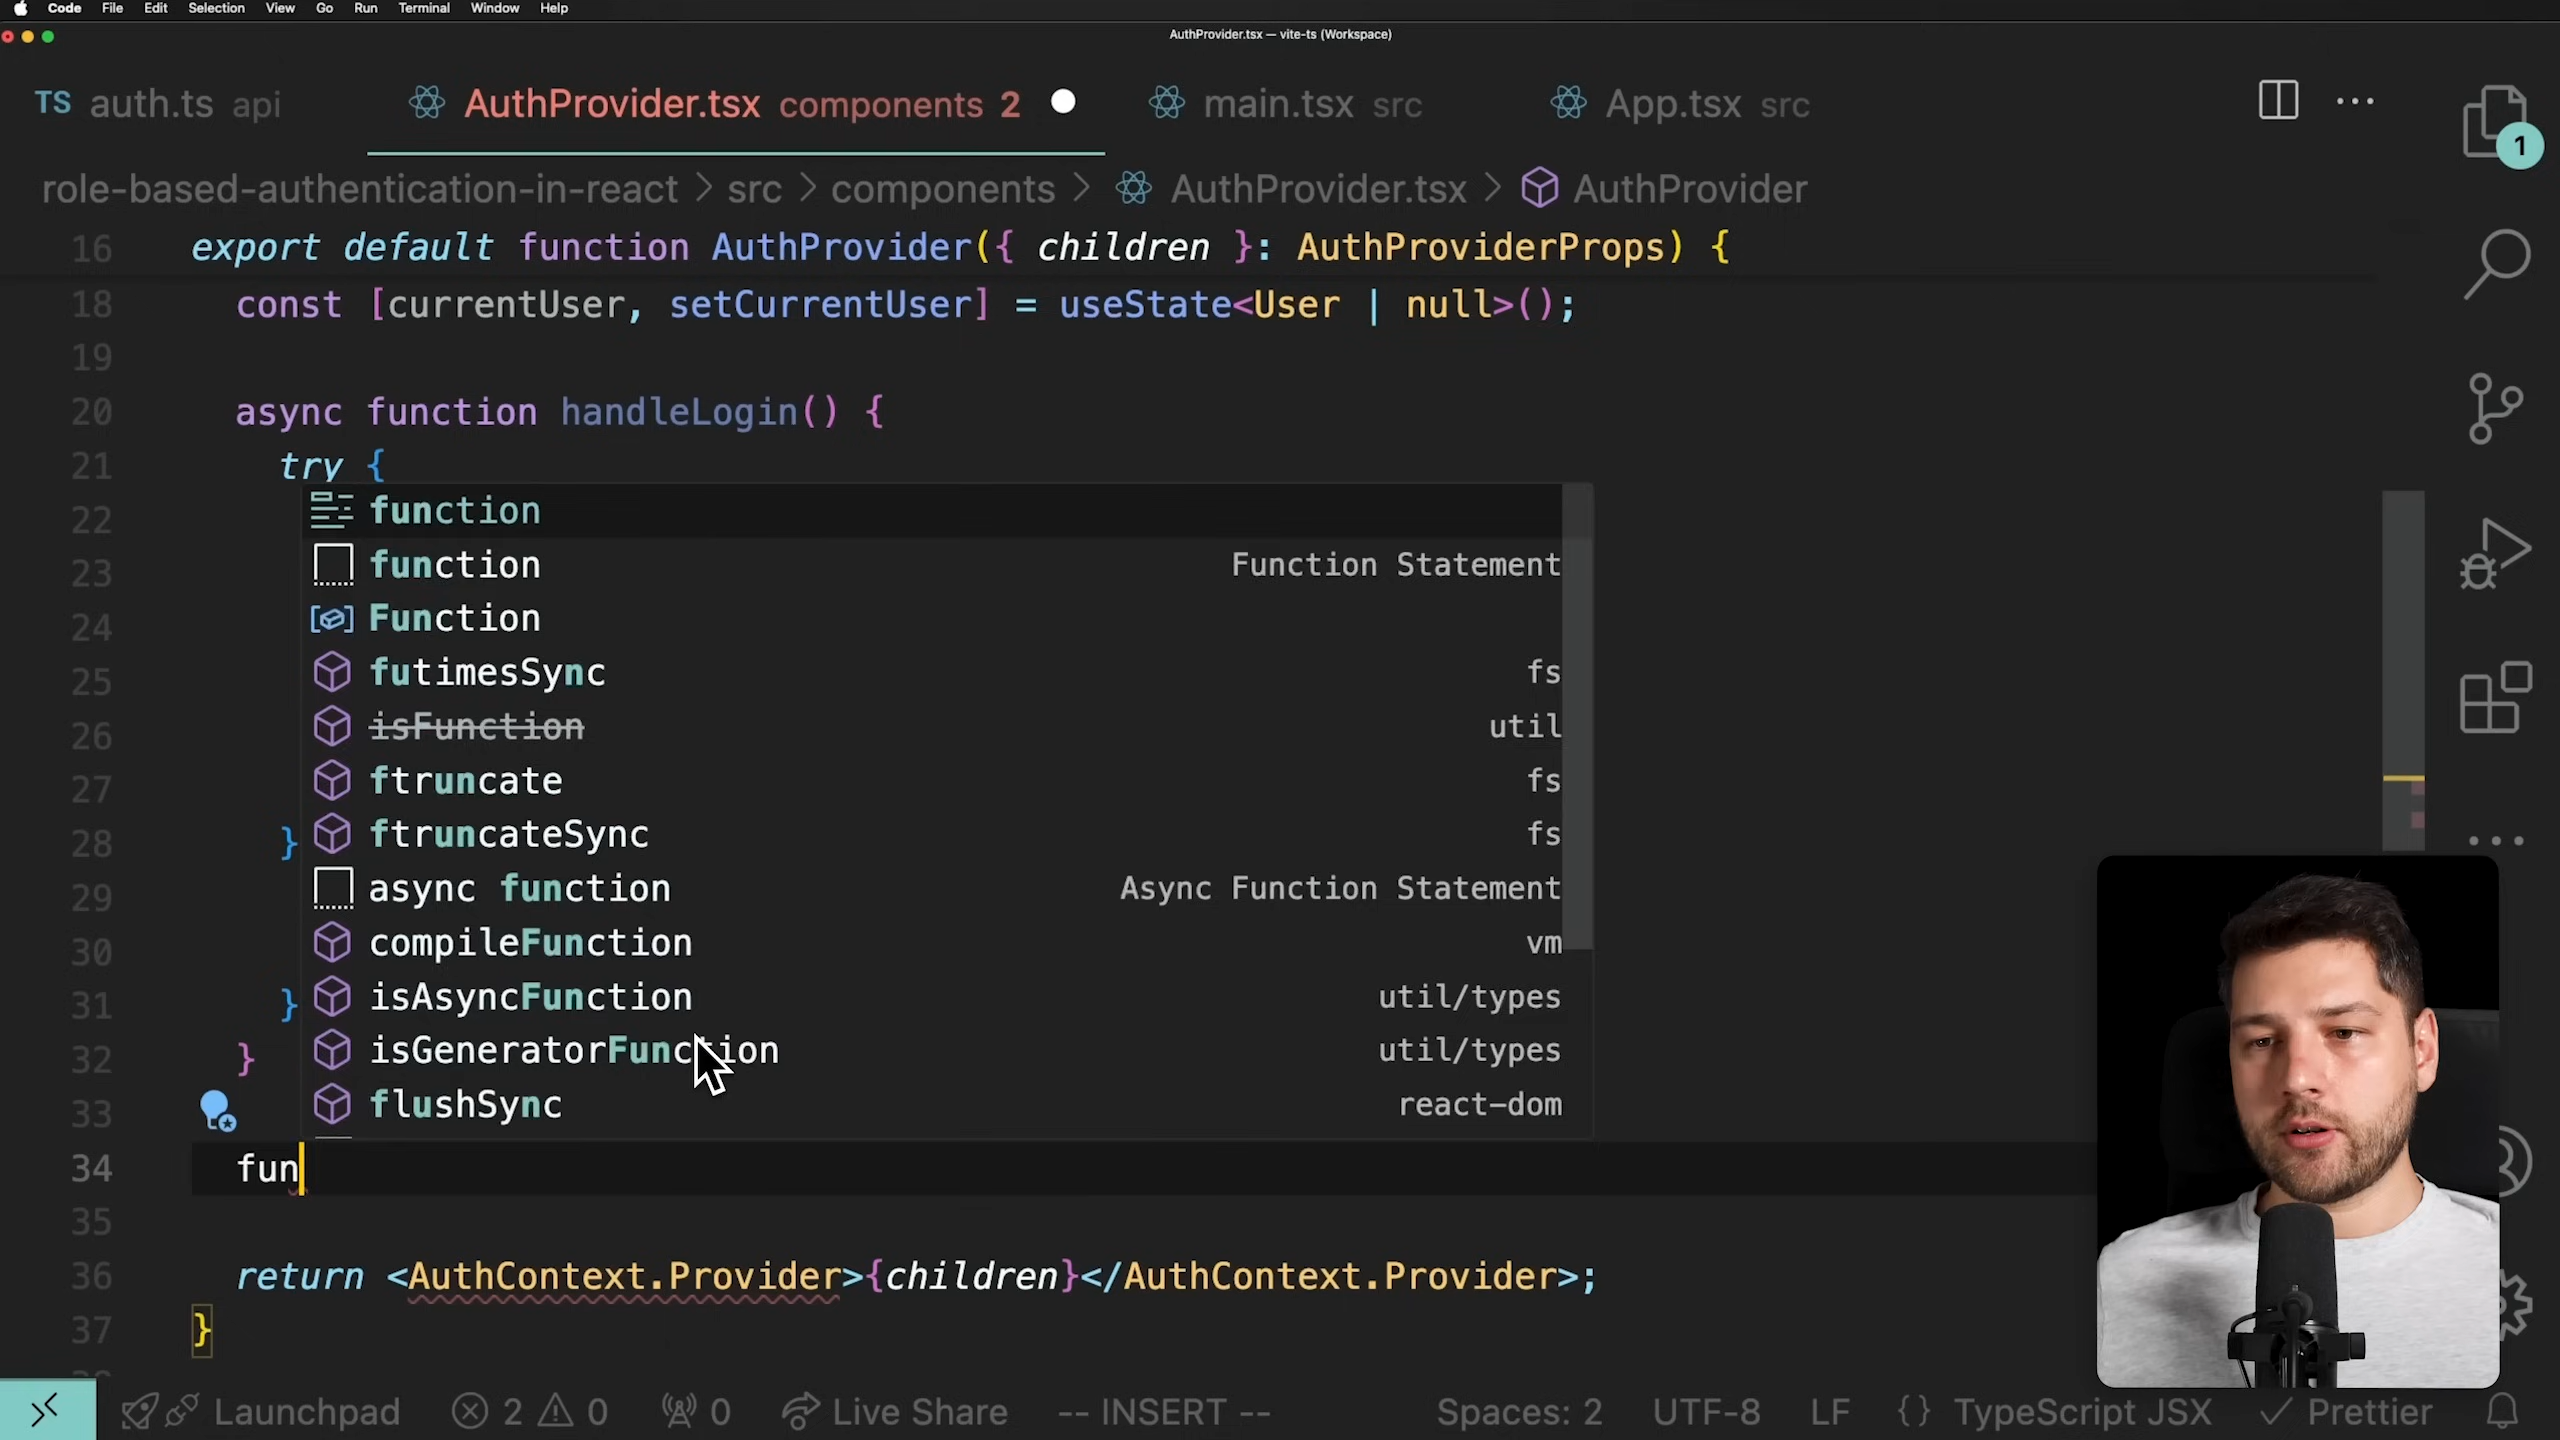 Code File Edit Selection View Go Run Terminal Window Help
AuthProvider.tsx — vite-ts (Workspace)
TS auth.ts api AuthProvider.tsx components 2 main.tsx src App.tsx src
1
role-based-authentication-in-react > src > components > AuthProvider.tsx > AuthProvider
16 export default function AuthProvider({ children }: AuthProviderProps) {
18 const [currentUser, setCurrentUser] = useState<User | null>();
19
20 async function handleLogin() {
21 try {
22 function
23 function Function Statement
24 Function
25 futimesSync fs
26 isFunction util
27 ftruncate fs
28 } ftruncateSync fs
29 async function Async Function Statement
30 compileFunction vm
31 } isAsyncFunction util/types
32 } isGeneratorFunction util/types
33 flushSync react-dom
34 fun
35
36 return <AuthContext.Provider>{children}</AuthContext.Provider>;
37 }
Launchpad 2 0 0 Live Share -- INSERT -- Spaces: 2 UTF-8 LF {} TypeScript JSX Prettier